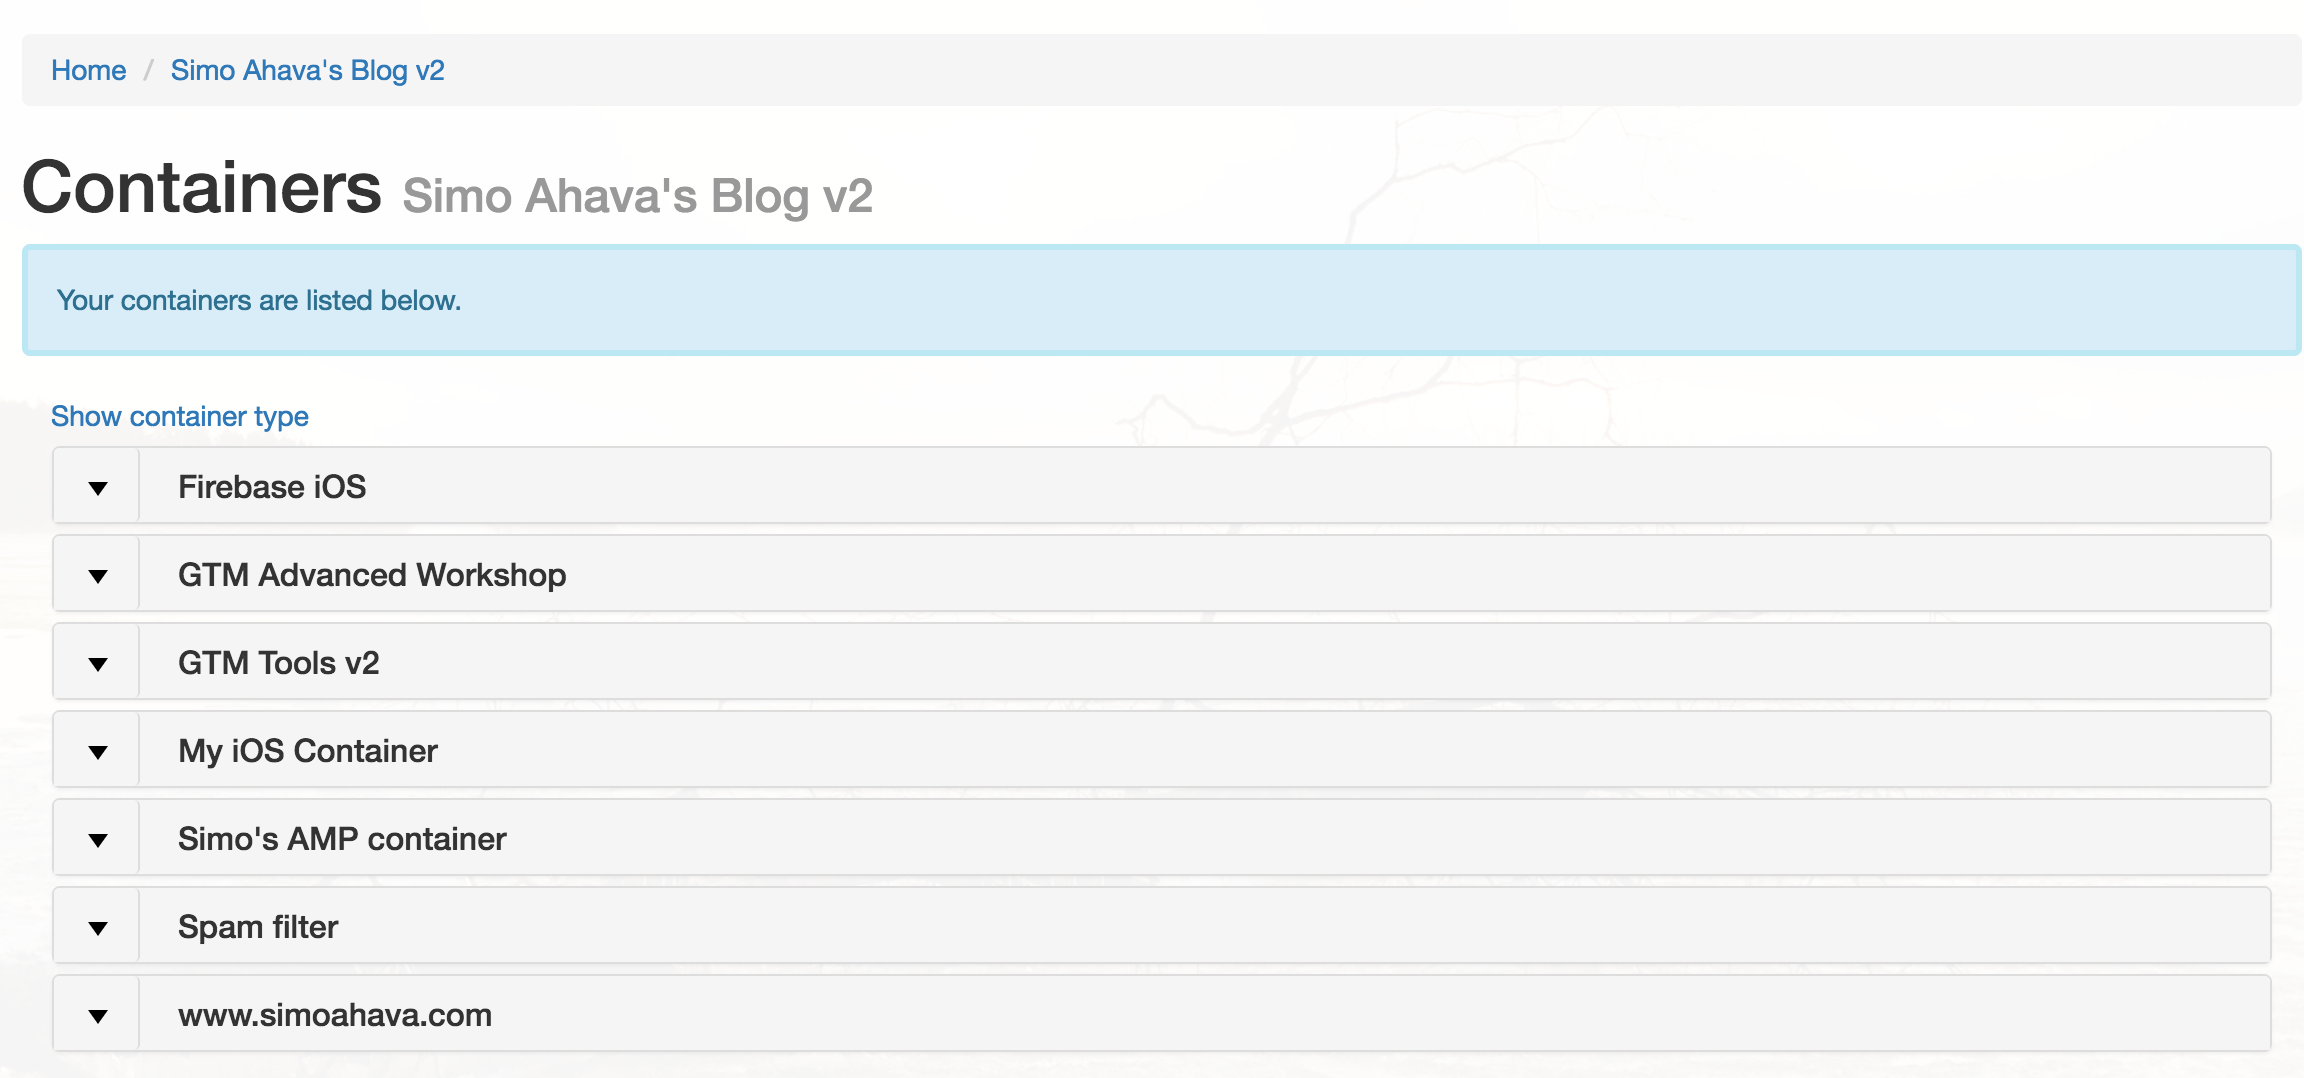 Home / Simo Ahava's Blog v2
Containers Simo Ahava's Blog v2
Your containers are listed below.
Show container type
Firebase iOS
GTM Advanced Workshop
GTM Tools v2
My iOS Container
Simo's AMP container
Spam filter
www.simoahava.com